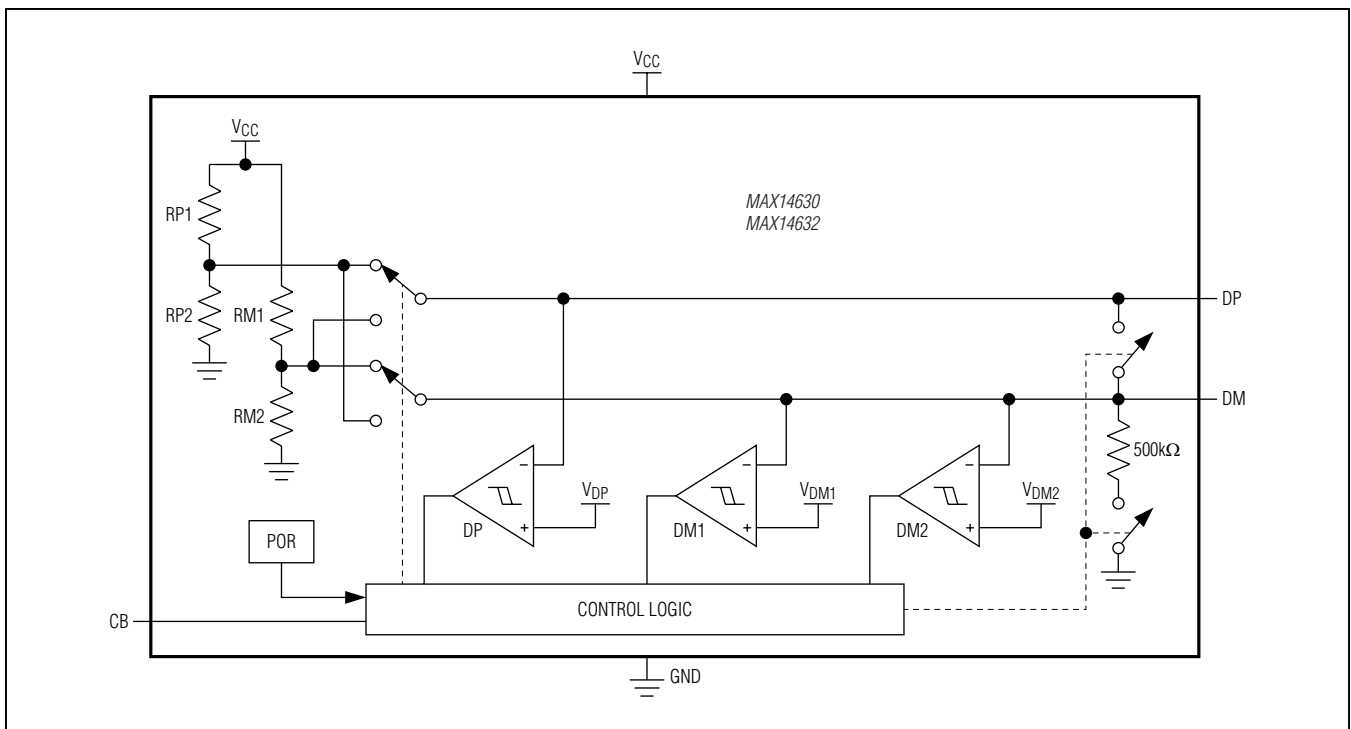 VCC
VCC
MAX14630
MAX14632
RP1
RP2
RM1
DP
RM2
DM
500kΩ
VDP
VDM1
VDM2
−
−
−
+
+
+
DP
DM1
DM2
POR
CONTROL LOGIC
CB
GND